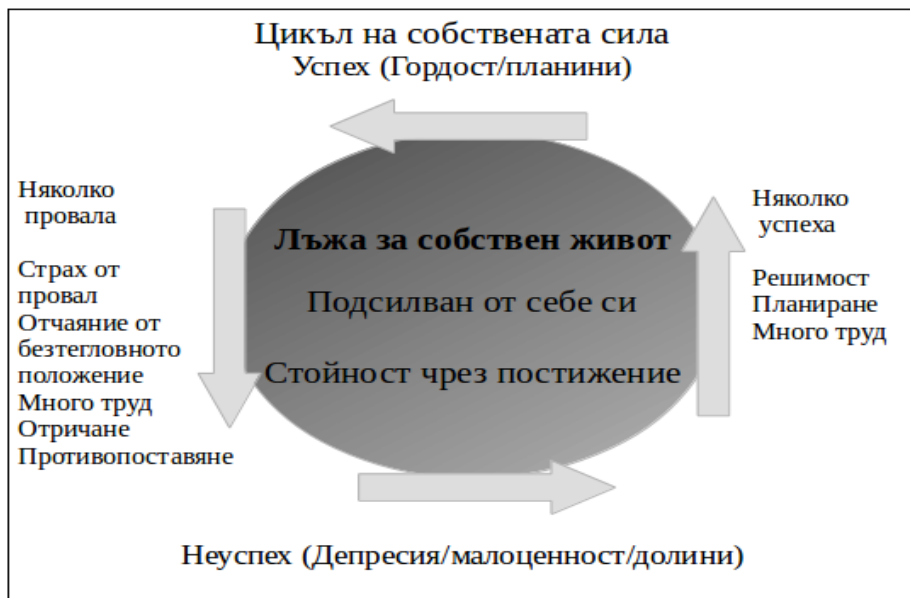 Цикъл на собствената сила
Успех (Гордост/планини)
Няколко
провала
Страх от
провал
Отчаяние от
безтегловното
положение
Много труд
Отричане
Противопоставяне
Лъжа за собствен живот
Подсилван от себе си
Стойност чрез постижение
Няколко
успеха
Решимост
Планиране
Много труд
Неуспех (Депресия/малоценност/долини)